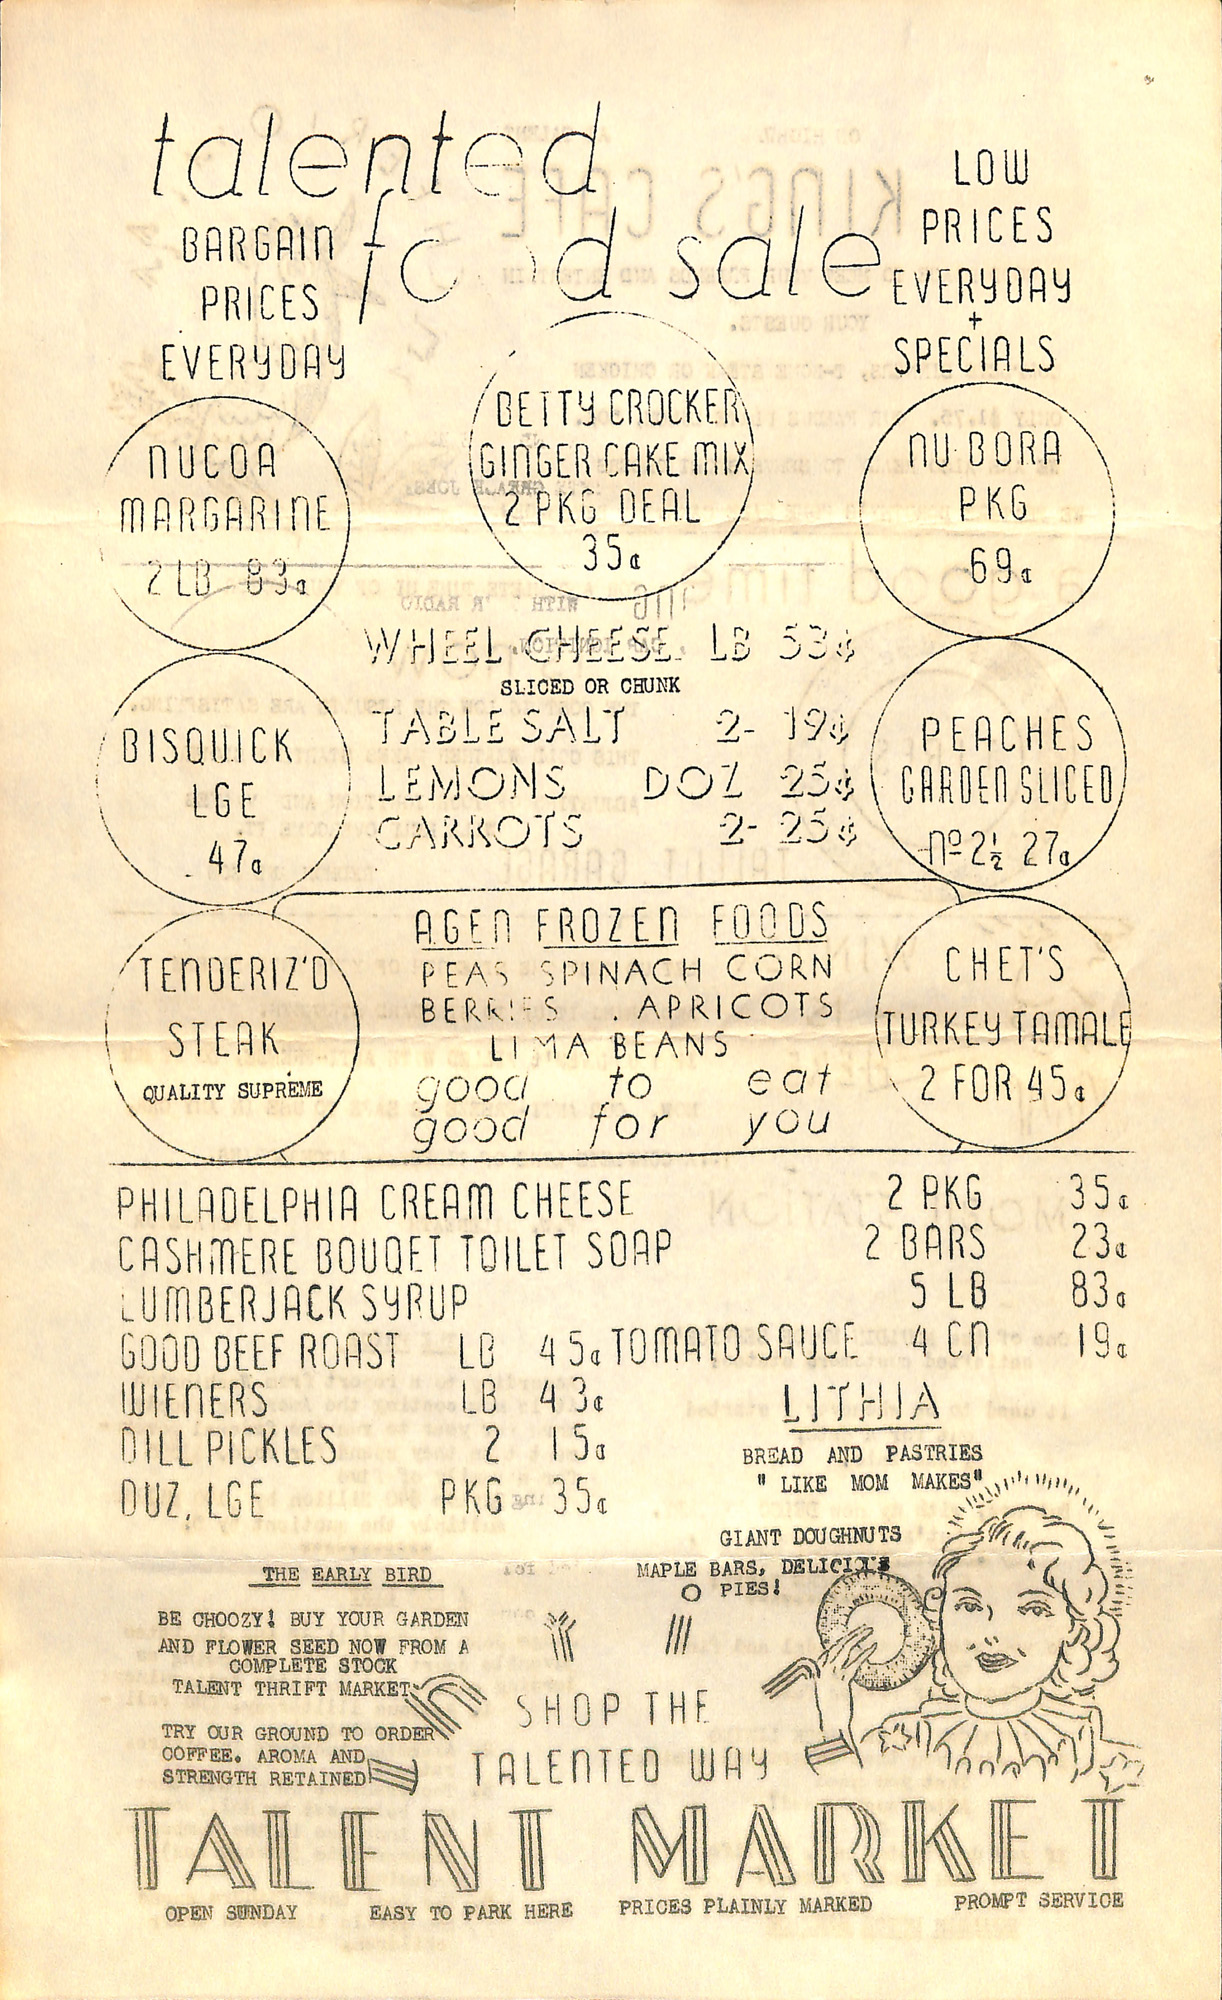 talented
food sale
BARGAIN
PRICES
EVERYDAY
LOW
PRICES
EVERYDAY
+
SPECIALS
NUCOA
MARGARINE
2 LB 83¢
BETTY CROCKER
GINGER CAKE MIX
2 PKG DEAL
35¢
NU BORA
PKG
69¢
WHEEL CHEESE LB 53¢
SLICED OR CHUNK
TABLE SALT 2- 19¢
LEMONS DOZ 25¢
CARROTS 2- 25¢
BISQUICK
LGE
47¢
PEACHES
GARDEN SLICED
Nº 2½ 27¢
TENDERIZ'D
STEAK
QUALITY SUPREME
AGEN FROZEN FOODS
PEAS SPINACH CORN
BERRIES . APRICOTS
LIMA BEANS
good to eat
good for you
CHET'S
TURKEY TAMALE
2 FOR 45¢
PHILADELPHIA CREAM CHEESE 2 PKG 35¢
CASHMERE BOUQET TOILET SOAP 2 BARS 23¢
LUMBERJACK SYRUP 5 LB 83¢
GOOD BEEF ROAST LB 45¢ TOMATO SAUCE 4 CN 19¢
WIENERS LB 43¢
DILL PICKLES 2 15¢
DUZ, LGE PKG 35¢
LITHIA
BREAD AND PASTRIES
" LIKE MOM MAKES"
GIANT DOUGHNUTS
MAPLE BARS, DELICIOUS
PIES!
THE EARLY BIRD
BE CHOOZY! BUY YOUR GARDEN
AND FLOWER SEED NOW FROM A
COMPLETE STOCK
TALENT THRIFT MARKET
TRY OUR GROUND TO ORDER
COFFEE. AROMA AND
STRENGTH RETAINED
SHOP THE
TALENTED WAY
TALENT MARKET
OPEN SUNDAY EASY TO PARK HERE PRICES PLAINLY MARKED PROMPT SERVICE